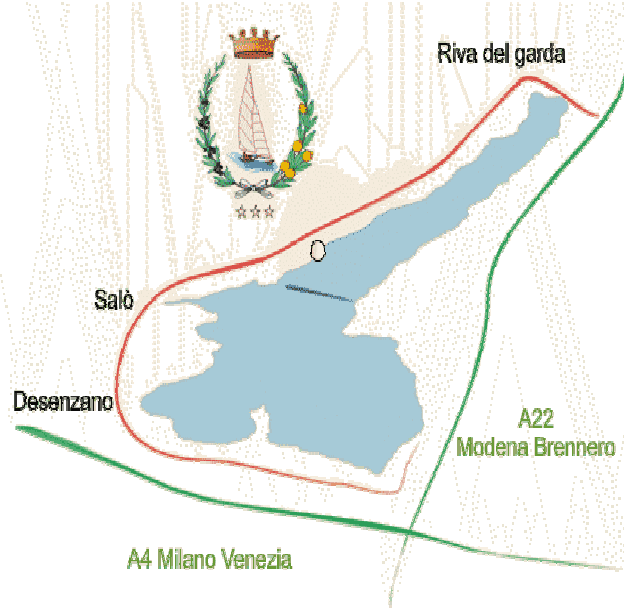 Riva del garda
Salò
Desenzano
A22
Modena Brennero
A4 Milano Venezia